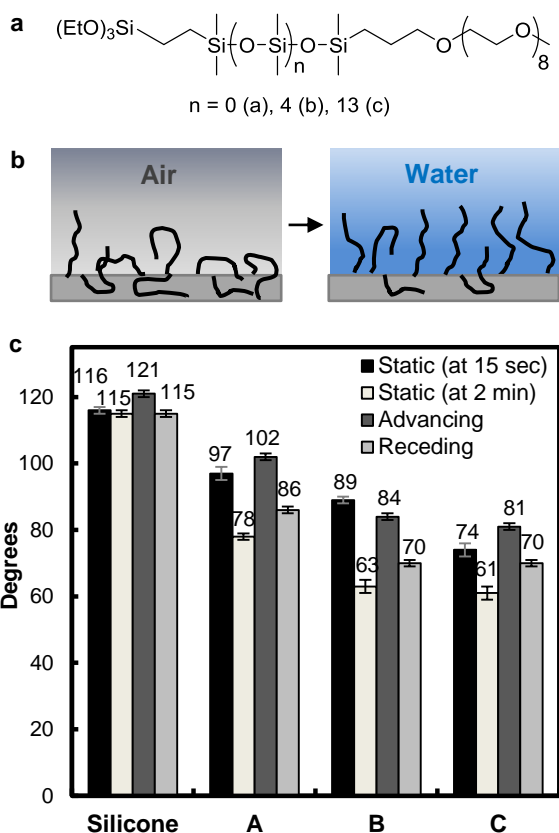 a
(EtO)3Si
Si
(O
Si)n
O
Si
O
(
O
)8
n = 0 (a), 4 (b), 13 (c)
b
Air
Water
c
Static (at 15 sec)
Static (at 2 min)
Advancing
Receding
Degrees
120
100
80
60
40
20
0
116
115
121
115
97
78
102
86
89
63
84
70
74
61
81
70
Silicone
A
B
C